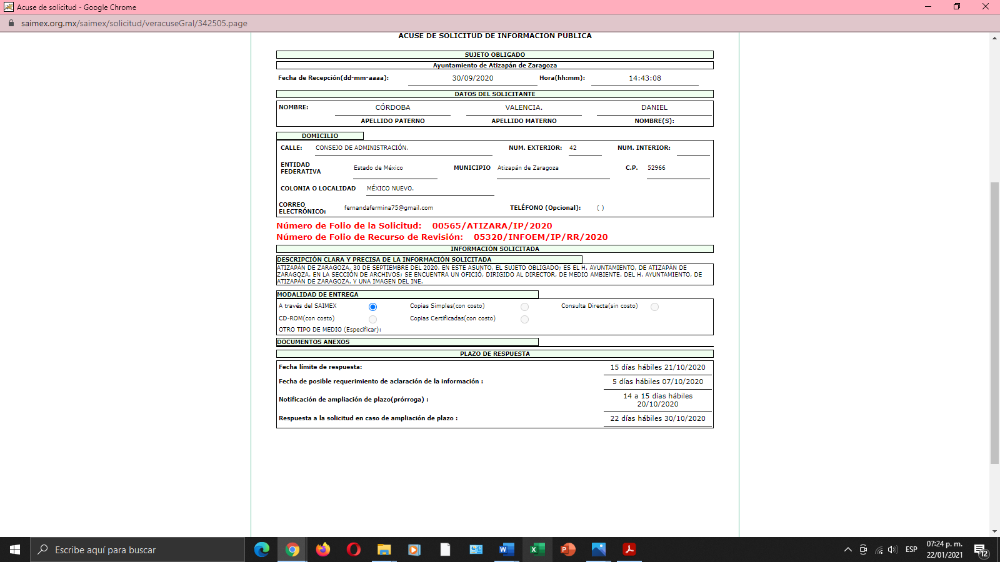 Acuse de solicitud - Google Chrome
saimex.org.mx/saimex/solicitud/veracuseGral/342505.page
ACUSE DE SOLICITUD DE INFORMACION PUBLICA
SUJETO OBLIGADO
Ayuntamiento de Atizapán de Zaragoza
Fecha de Recepción(dd-mm-aaaa): 30/09/2020 Hora(hh:mm): 14:43:08
DATOS DEL SOLICITANTE
NOMBRE: CÓRDOBA VALENCIA. DANIEL
APELLIDO PATERNO APELLIDO MATERNO NOMBRE(S):
DOMICILIO
CALLE: CONSEJO DE ADMINISTRACIÓN. NUM. EXTERIOR: 42 NUM. INTERIOR:
ENTIDAD FEDERATIVA Estado de México MUNICIPIO Atizapán de Zaragoza C.P. 52966
COLONIA O LOCALIDAD MÉXICO NUEVO.
CORREO ELECTRÓNICO: fernandafermina75@gmail.com TELÉFONO (Opcional): ( )
Número de Folio de la Solicitud: 00565/ATIZARA/IP/2020
Número de Folio de Recurso de Revisión: 05320/INFOEM/IP/RR/2020
INFORMACIÓN SOLICITADA
DESCRIPCIÓN CLARA Y PRECISA DE LA INFORMACIÓN SOLICITADA
ATIZAPÁN DE ZARAGOZA, 30 DE SEPTIEMBRE DEL 2020. EN ESTE ASUNTO, EL SUJETO OBLIGADO; ES EL H. AYUNTAMIENTO, DE ATIZAPÁN DE
ZARAGOZA. EN LA SECCIÓN DE ARCHIVOS; SE ENCUENTRA UN OFICIÓ, DIRIGIDO AL DIRECTOR, DE MEDIO AMBIENTE. DEL H. AYUNTAMIENTO, DE
ATIZAPÁN DE ZARAGOZA. Y UNA IMAGEN DEL INE.
MODALIDAD DE ENTREGA
A través del SAIMEX Copias Simples(con costo) Consulta Directa(sin costo)
CD-ROM(con costo) Copias Certificadas(con costo)
OTRO TIPO DE MEDIO (Especificar):
DOCUMENTOS ANEXOS
PLAZO DE RESPUESTA
Fecha límite de respuesta: 15 días hábiles 21/10/2020
Fecha de posible requerimiento de aclaración de la información : 5 días hábiles 07/10/2020
Notificación de ampliación de plazo(prórroga) : 14 a 15 días hábiles
20/10/2020
Respuesta a la solicitud en caso de ampliación de plazo : 22 días hábiles 30/10/2020
Escribe aquí para buscar
ESP
07:24 p. m.
22/01/2021
12